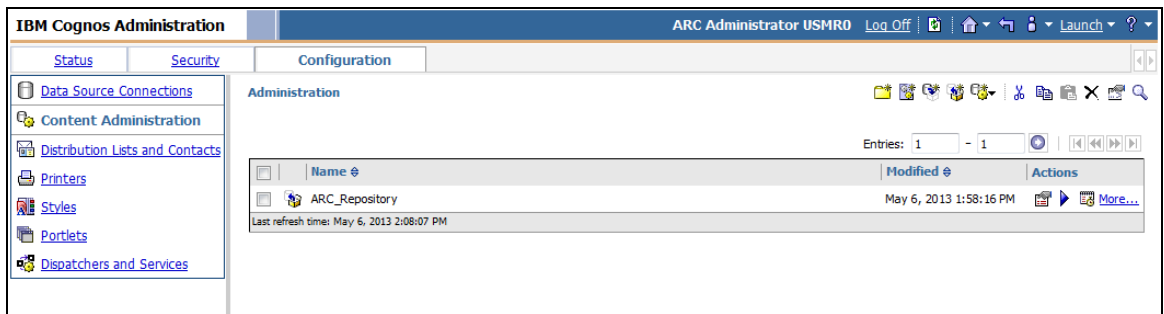 IBM Cognos Administration
ARC Administrator USMR0 Log Off Launch ?
Status Security Configuration
Data Source Connections
Administration
Content Administration
Distribution Lists and Contacts
Entries: 1 - 1
Printers
Name Modified Actions
Styles
ARC_Repository May 6, 2013 1:58:16 PM More...
Last refresh time: May 6, 2013 2:08:07 PM
Portlets
Dispatchers and Services